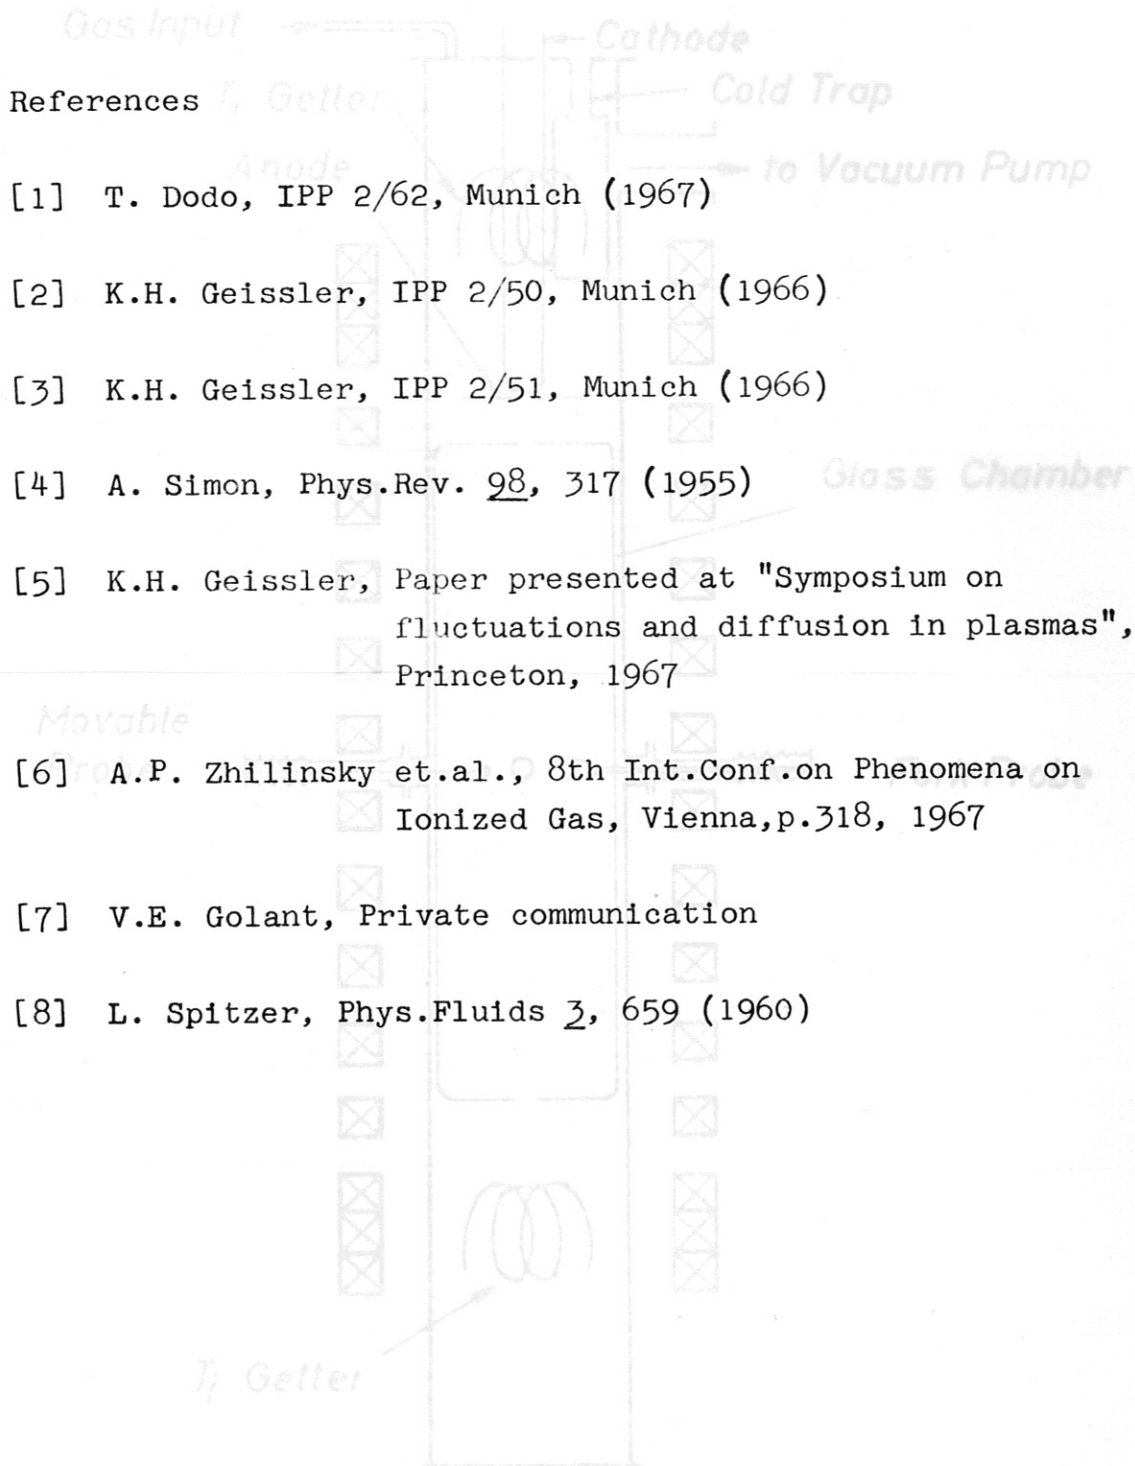 Gas Input
Cathode
References
Ti Getter
Cold Trap
Anode
to Vacuum Pump
[1] T. Dodo, IPP 2/62, Munich (1967)
[2] K.H. Geissler, IPP 2/50, Munich (1966)
[3] K.H. Geissler, IPP 2/51, Munich (1966)
[4] A. Simon, Phys.Rev. 98, 317 (1955)
Glass Chamber
[5] K.H. Geissler, Paper presented at "Symposium on
fluctuations and diffusion in plasmas",
Princeton, 1967
Movable
Probe
[6] A.P. Zhilinsky et.al., 8th Int.Conf.on Phenomena on
Probe
Ionized Gas, Vienna,p.318, 1967
[7] V.E. Golant, Private communication
[8] L. Spitzer, Phys.Fluids 3, 659 (1960)
Ti Getter